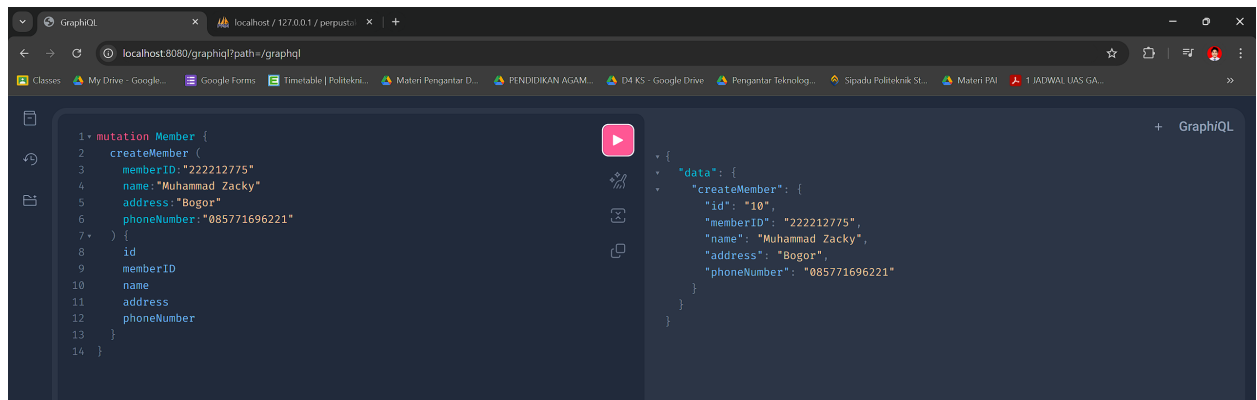 GraphiQL
localhost / 127.0.0.1 / perpusta
localhost:8080/graphiql?path=/graphql
Classes My Drive - Google... Google Forms Timetable | Politekni... Materi Pengantar D... PENDIDIKAN AGAM... D4 KS - Google Drive Pengantar Teknolog... Sipadu Politeknik St... Materi PAI 1 JADWAL UAS GA... »
1 mutation Member {
2 createMember (
3 memberID:"222212775"
4 name:"Muhammad Zacky"
5 address:"Bogor"
6 phoneNumber:"085771696221"
7 ) {
8 id
9 memberID
10 name
11 address
12 phoneNumber
13 }
14 }
+ GraphiQL
{
"data": {
"createMember": {
"id": "10",
"memberID": "222212775",
"name": "Muhammad Zacky",
"address": "Bogor",
"phoneNumber": "085771696221"
}
}
}